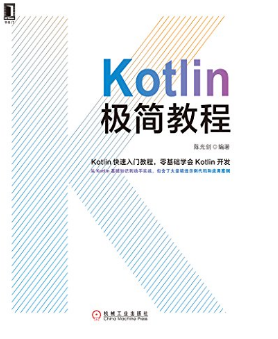 Kotlin
极简教程
陈光剑 编著
Kotlin快速入门教程，零基础学会Kotlin开发
机械工业出版社
China Machine Press